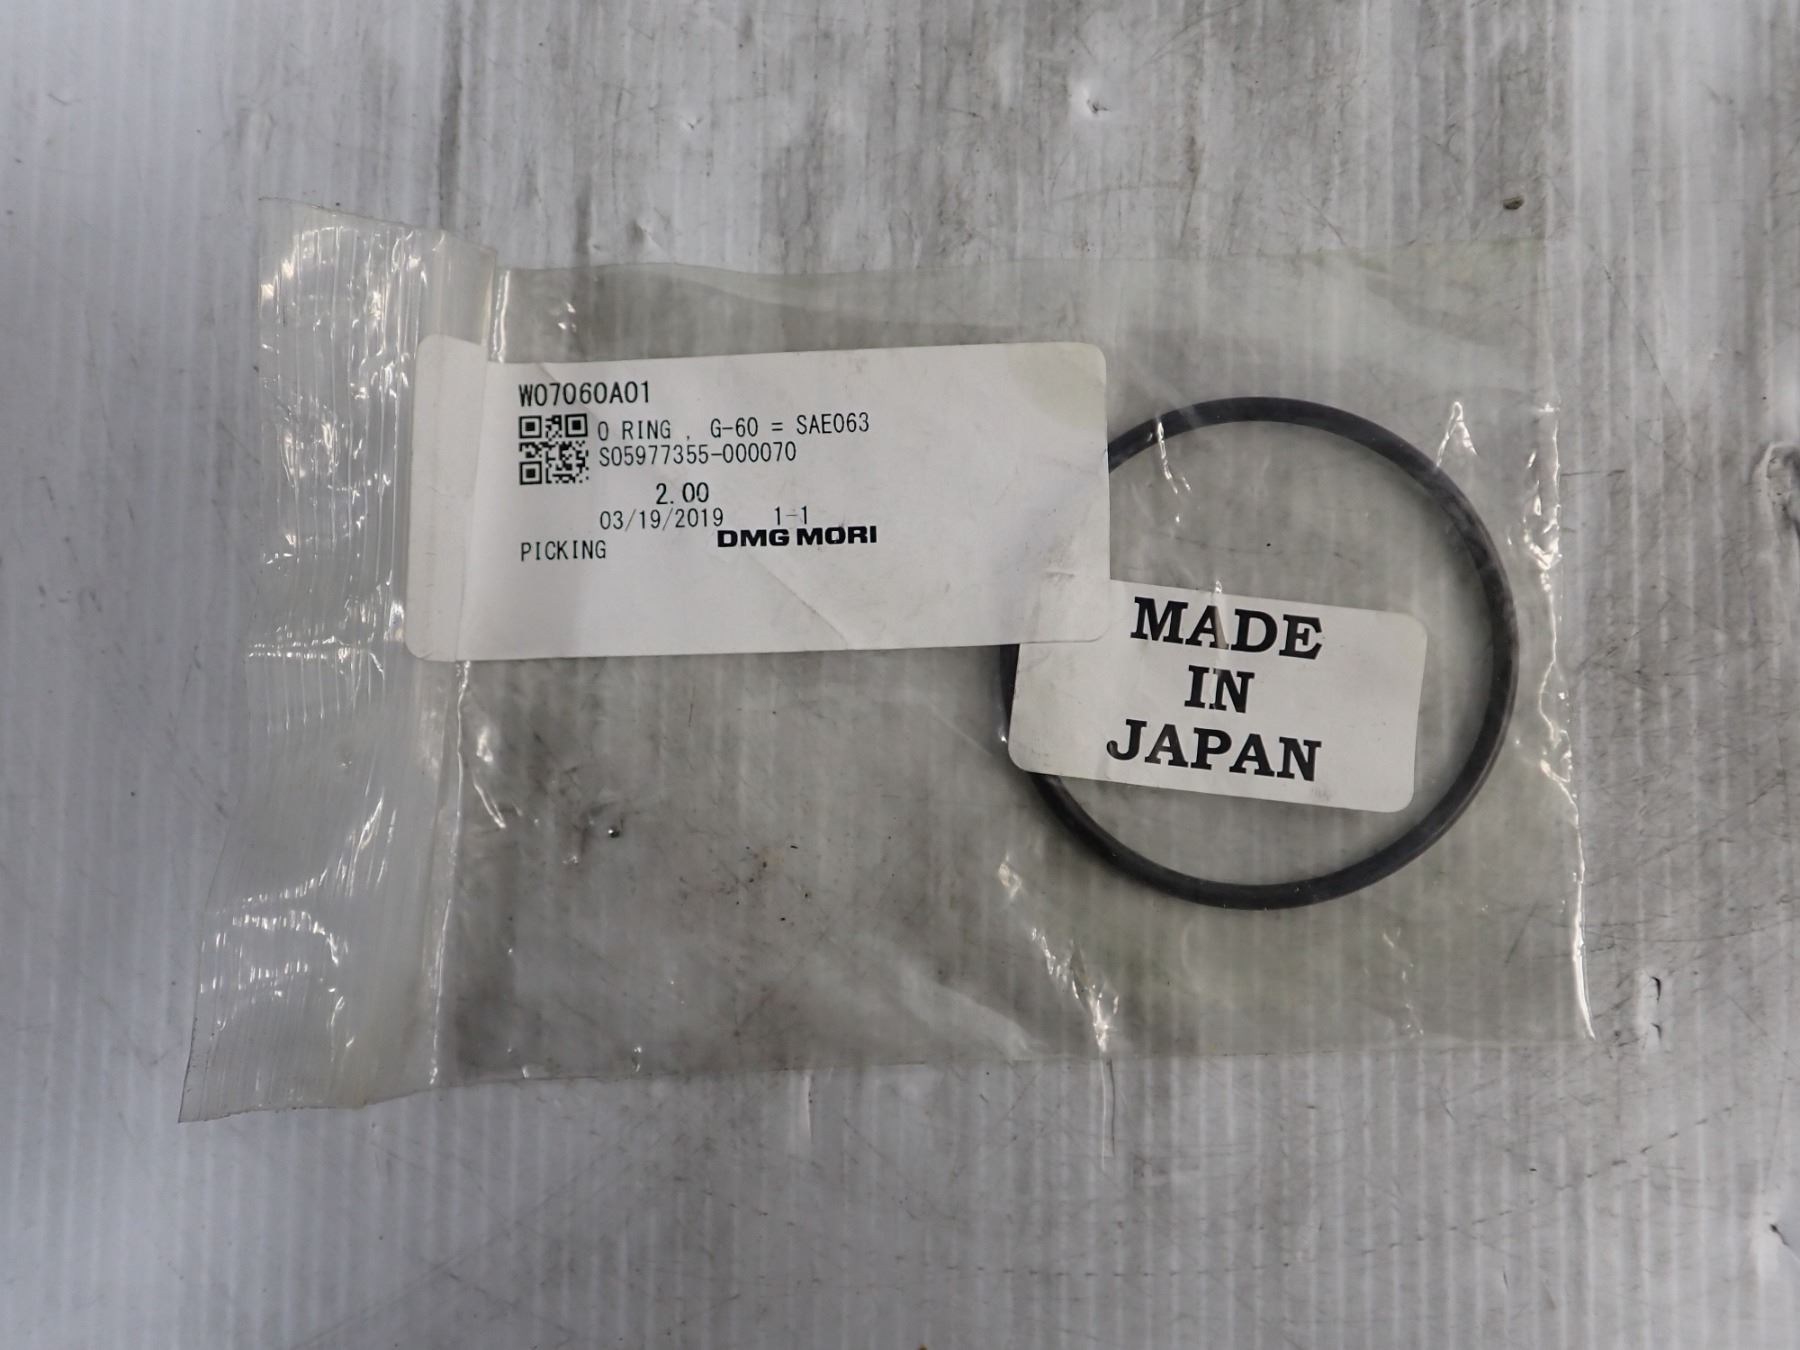 W07060A01
O RING , G-60 = SAE063
S05977355-000070
2.00
03/19/2019 1-1
DMG MORI
PICKING
MADE
IN
JAPAN